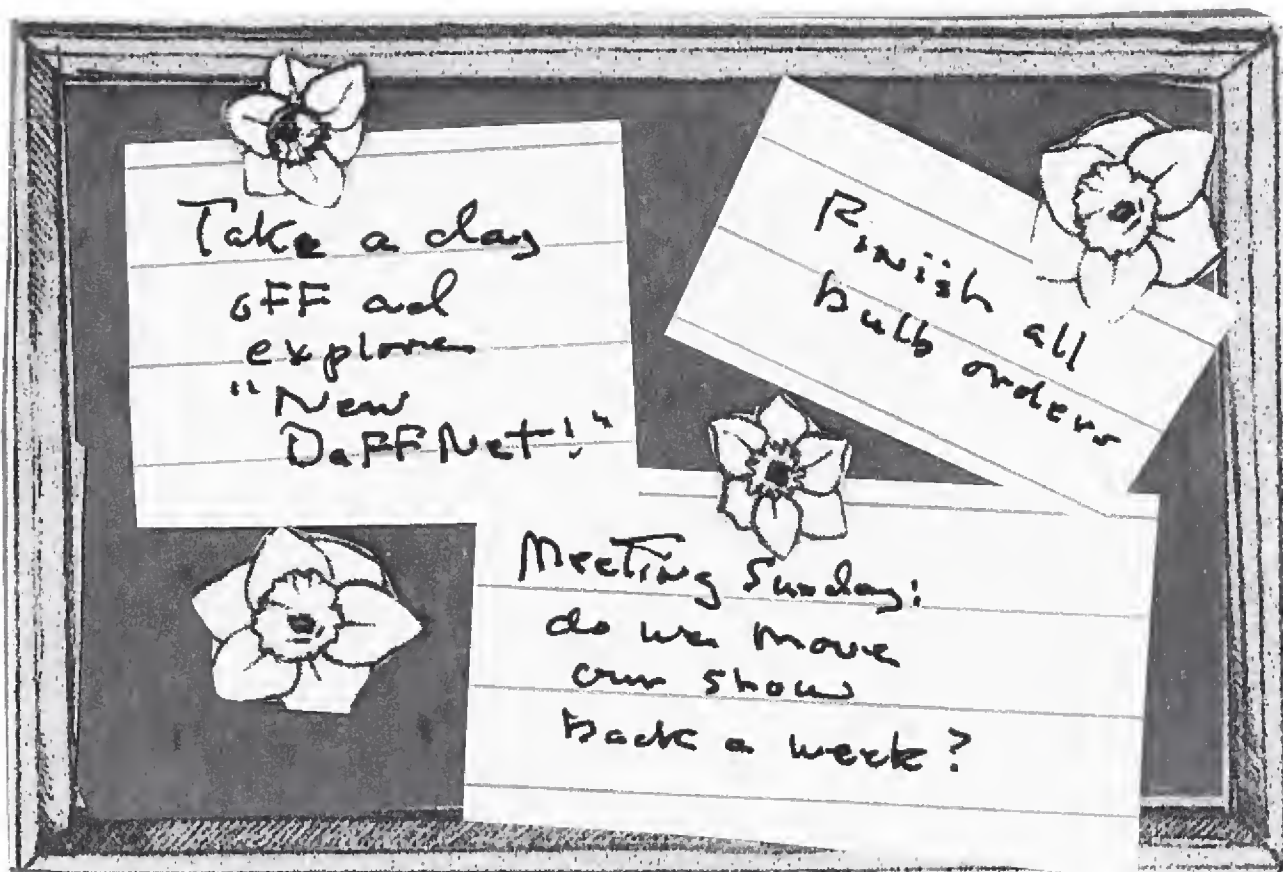 Take a day
off and
explore
"New
DaffNet!"
Finish all
bulb orders
Meeting Sunday:
do we move
our show
back a week?